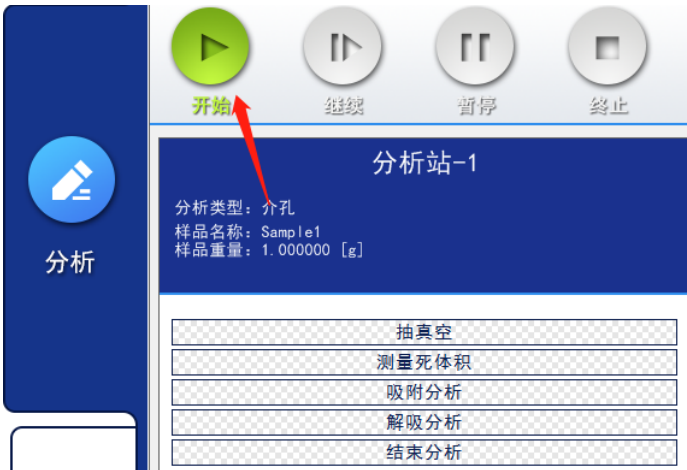 开始
继续
暂停
终止
分析
分析站-1
分析类型: 介孔
样品名称: Sample1
样品重量: 1.000000 [g]
抽真空
测量死体积
吸附分析
解吸分析
结束分析